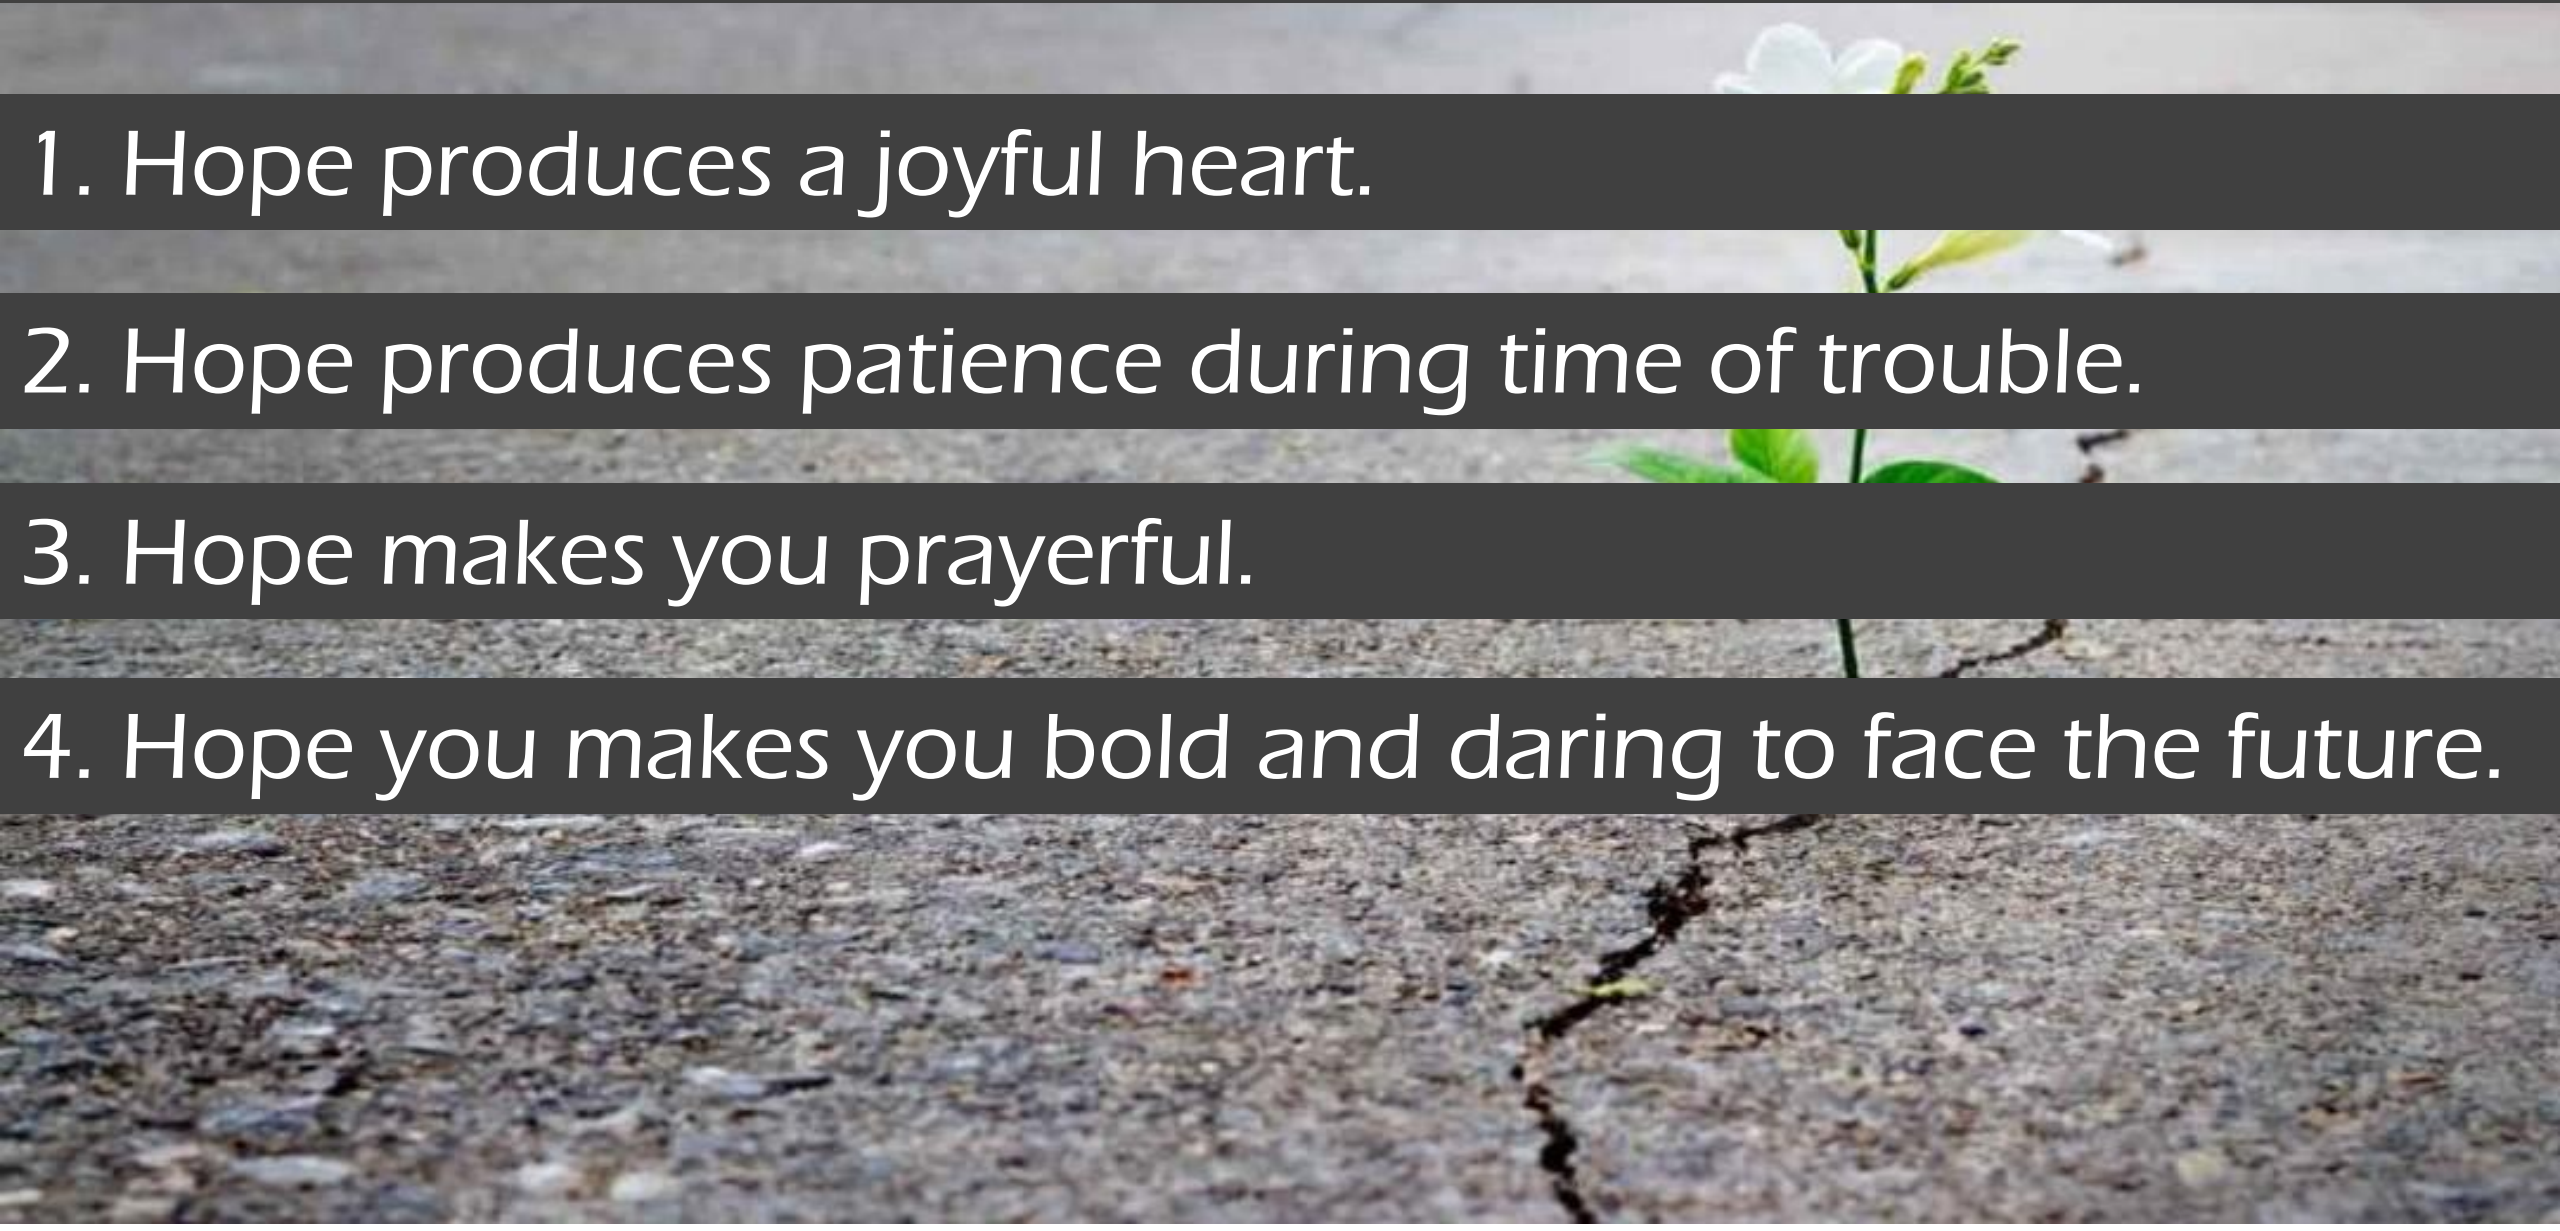 1. Hope produces a joyful heart.
2. Hope produces patience during time of trouble.
3. Hope makes you prayerful.
4. Hope you makes you bold and daring to face the future.